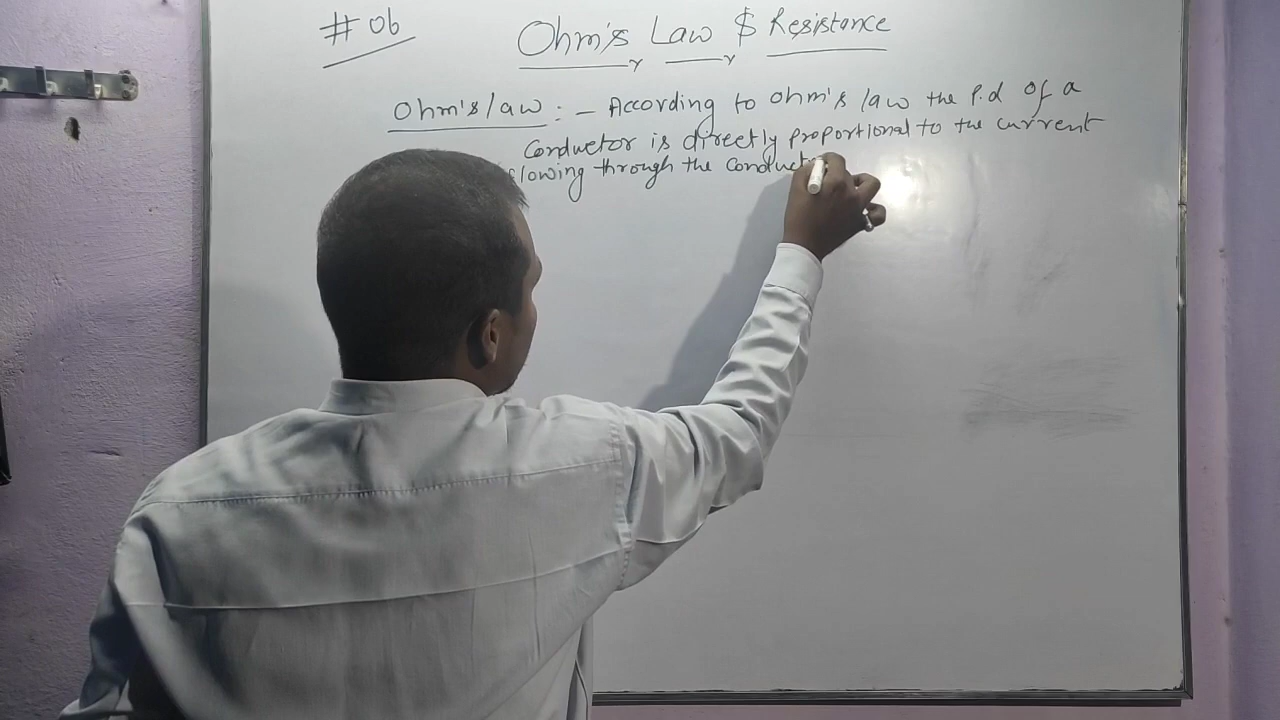 # 06
Ohm's Law $ Resistance
Ohm's law : - According to ohm's law the P.d of a
Conductor is directly proportional to the current
flowing through the